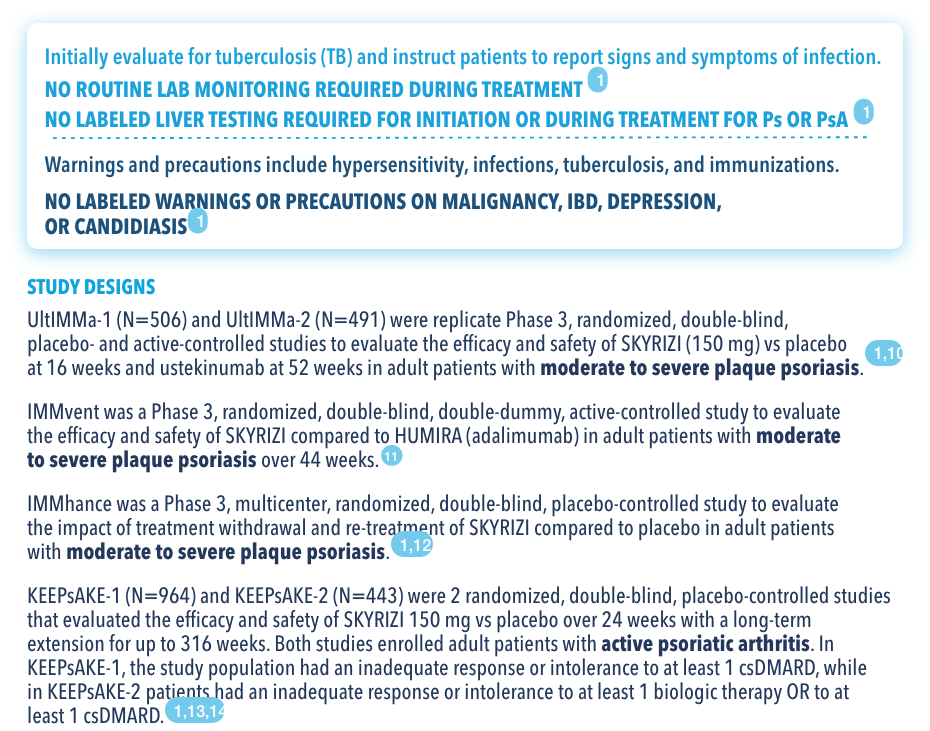 Initially evaluate for tuberculosis (TB) and instruct patients to report signs and symptoms of infection.
NO ROUTINE LAB MONITORING REQUIRED DURING TREATMENT 1
NO LABELED LIVER TESTING REQUIRED FOR INITIATION OR DURING TREATMENT FOR Ps OR PsA 1
Warnings and precautions include hypersensitivity, infections, tuberculosis, and immunizations.
NO LABELED WARNINGS OR PRECAUTIONS ON MALIGNANCY, IBD, DEPRESSION,
OR CANDIDIASIS 1
STUDY DESIGNS
UltIMMa-1 (N=506) and UltIMMa-2 (N=491) were replicate Phase 3, randomized, double-blind,
placebo- and active-controlled studies to evaluate the efficacy and safety of SKYRIZI (150 mg) vs placebo
at 16 weeks and ustekinumab at 52 weeks in adult patients with moderate to severe plaque psoriasis. 1,10
IMMvent was a Phase 3, randomized, double-blind, double-dummy, active-controlled study to evaluate
the efficacy and safety of SKYRIZI compared to HUMIRA (adalimumab) in adult patients with moderate
to severe plaque psoriasis over 44 weeks. 11
IMMhance was a Phase 3, multicenter, randomized, double-blind, placebo-controlled study to evaluate
the impact of treatment withdrawal and re-treatment of SKYRIZI compared to placebo in adult patients
with moderate to severe plaque psoriasis. 1,12
KEEPsAKE-1 (N=964) and KEEPsAKE-2 (N=443) were 2 randomized, double-blind, placebo-controlled studies
that evaluated the efficacy and safety of SKYRIZI 150 mg vs placebo over 24 weeks with a long-term
extension for up to 316 weeks. Both studies enrolled adult patients with active psoriatic arthritis. In
KEEPsAKE-1, the study population had an inadequate response or intolerance to at least 1 csDMARD, while
in KEEPsAKE-2 patients had an inadequate response or intolerance to at least 1 biologic therapy OR to at
least 1 csDMARD. 1,13,14